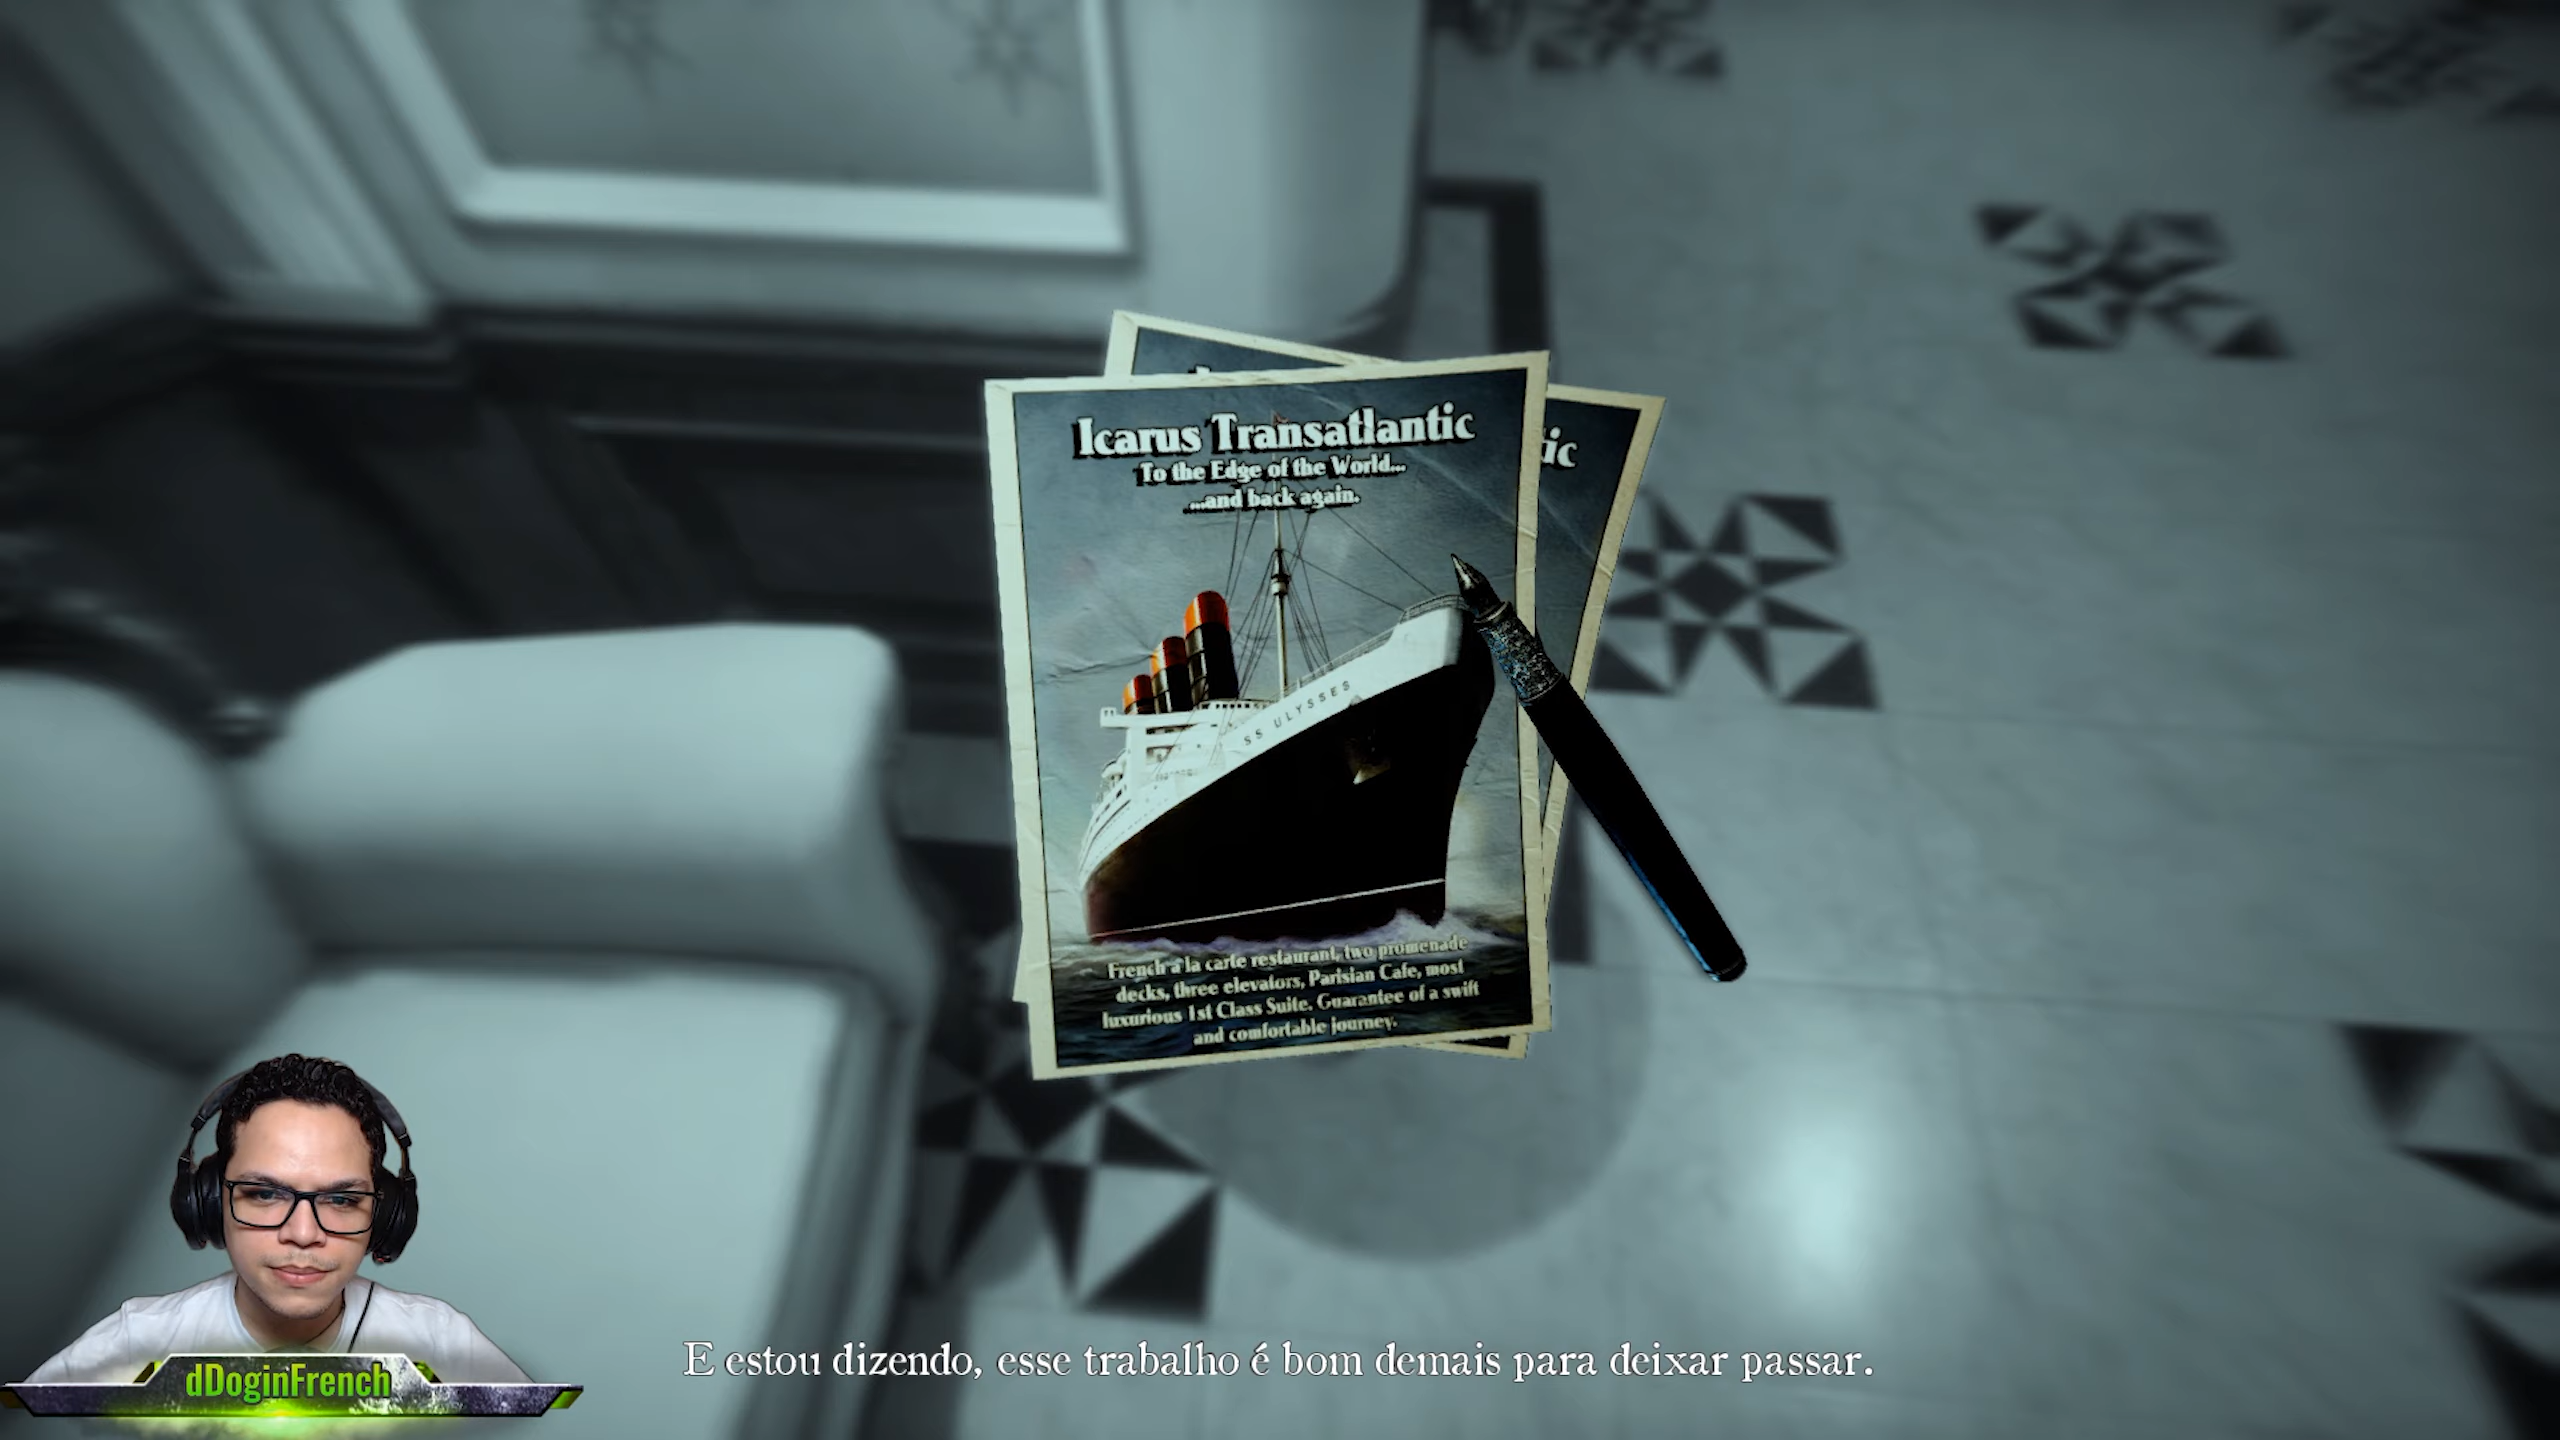 Icarus Transatlantic
To the Edge of the World...
...and back again.
ic
SS ULYSSES
French a la carte restaurant, two promenade
decks, three elevators, Parisian Cafe, most
luxurious 1st Class Suite. Guarantee of a swift
and comfortable journey.
dDoginFrench
E estou dizendo, esse trabalho é bom demais para deixar passar.